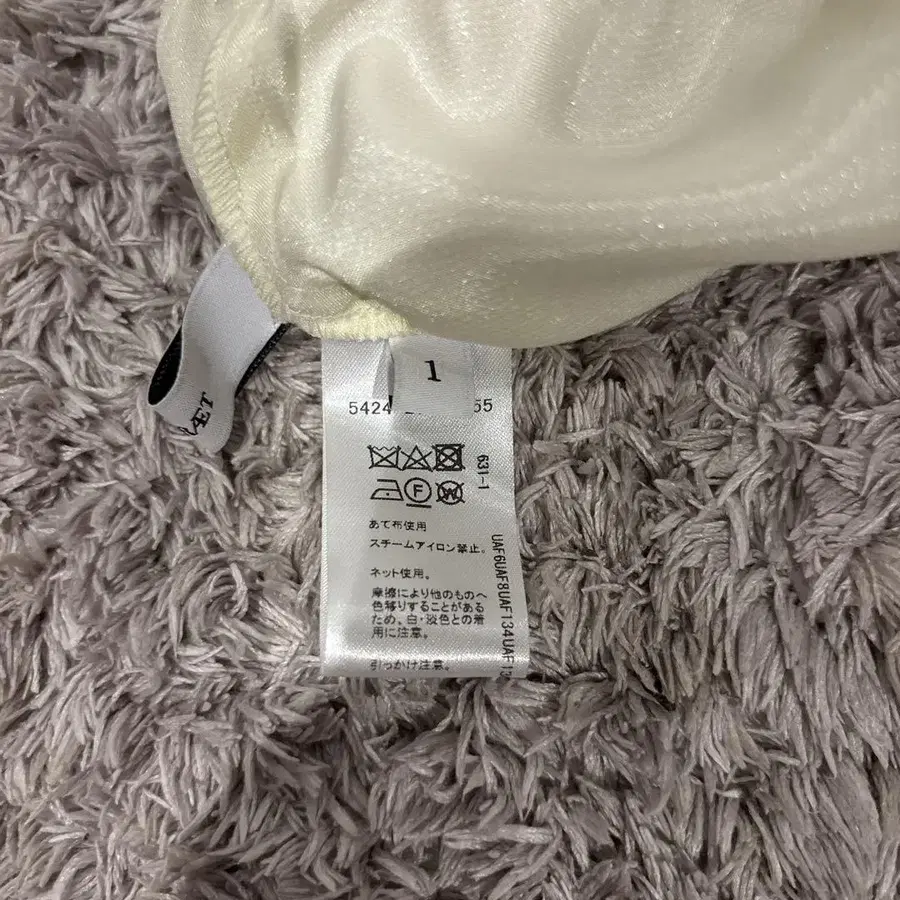 ÆT
1
5424
55
631-1
F
W
あて布使用
スチームアイロン禁止。
ネット使用。
摩擦により他のものへ
色移りすることがある
ため、白・淡色との着
用に注意。
引っかけ注意。
UAF6UAF8UAF134UAF13